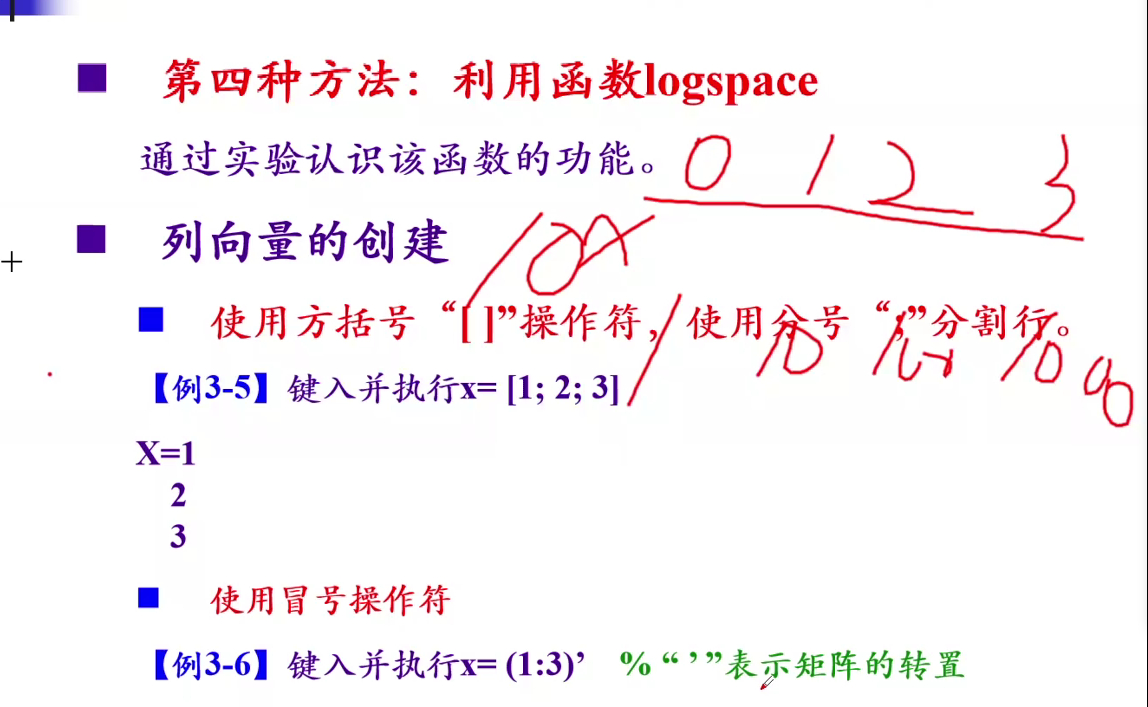 第四种方法：利用函数logspace
通过实验认识该函数的功能。
0 1 2 3
列向量的创建
10^x
使用方括号“[ ]”操作符，使用分号“;”分割行。
1 10 100 1000
【例3-5】键入并执行x= [1; 2; 3]
X=1
2
3
使用冒号操作符
【例3-6】键入并执行x= (1:3)’ % “ ’ ”表示矩阵的转置